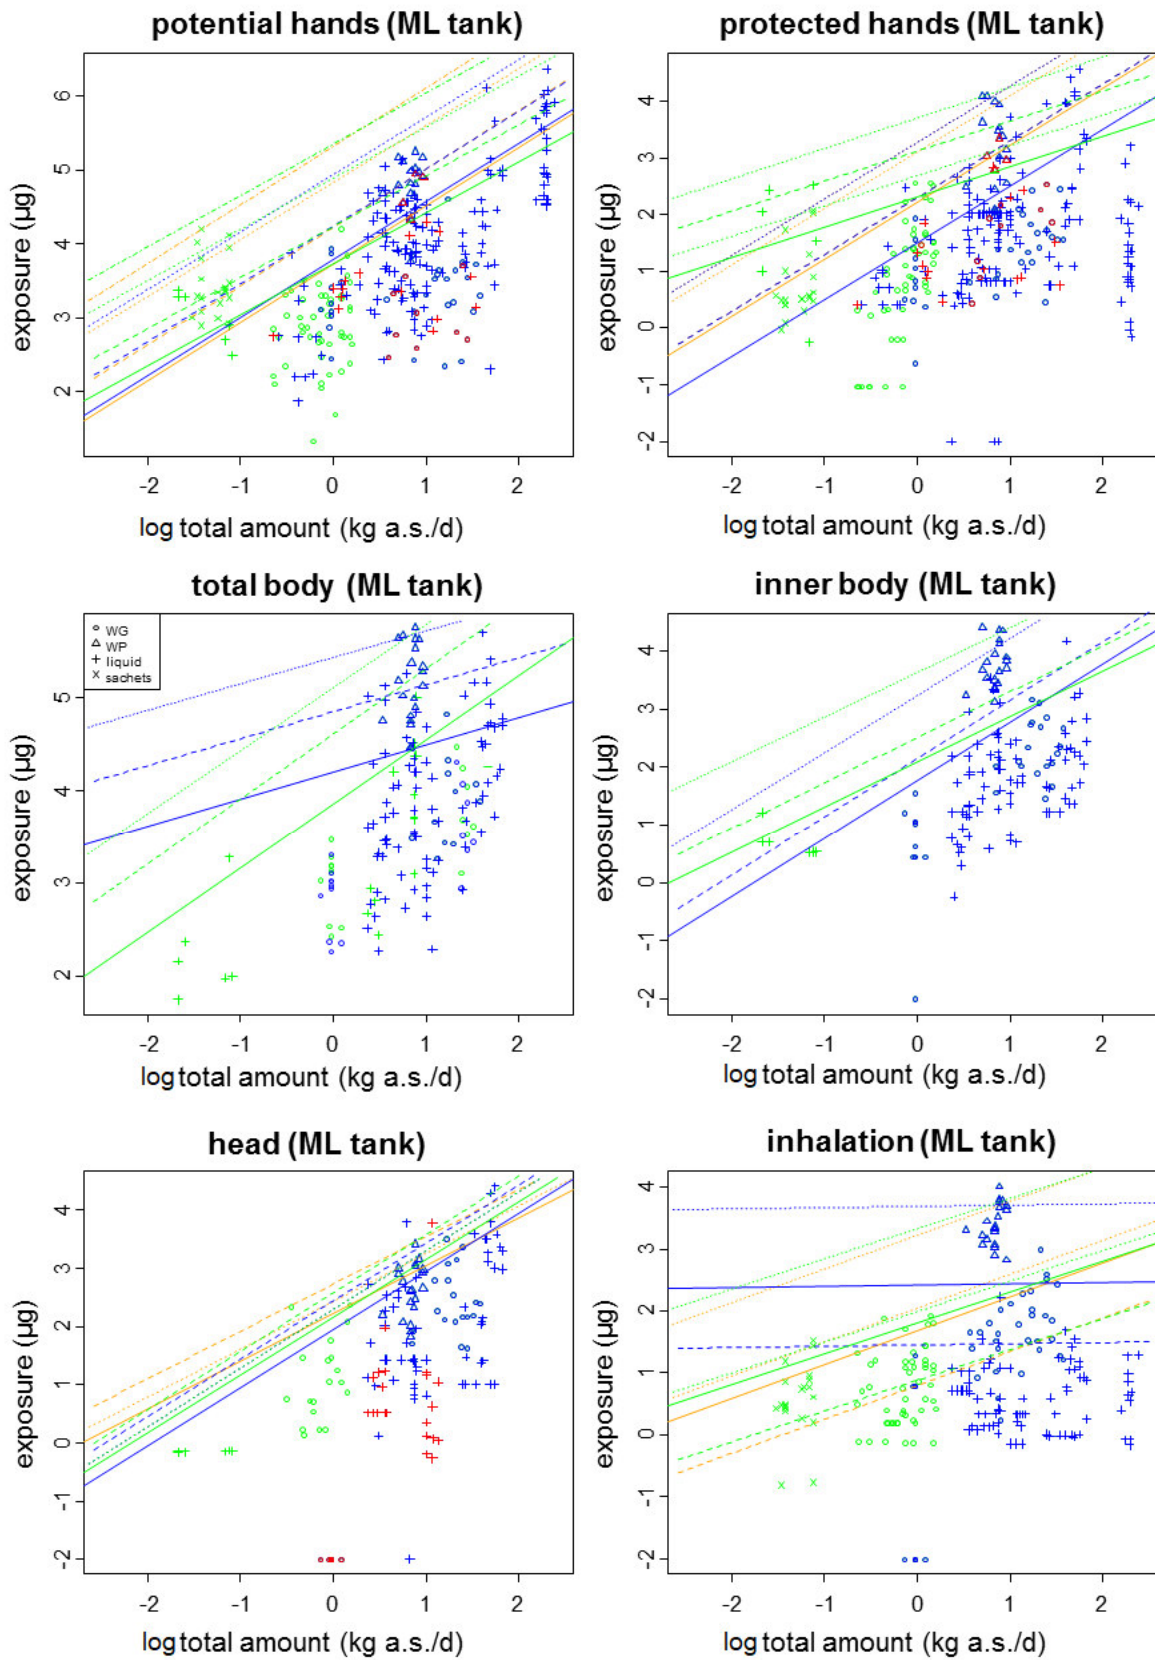 potential hands (ML tank)
protected hands (ML tank)
exposure (µg)
6
5
4
3
2
-2 -1 0 1 2
log total amount (kg a.s./d)
exposure (µg)
4
3
2
1
0
-1
-2
-2 -1 0 1 2
log total amount (kg a.s./d)
total body (ML tank)
inner body (ML tank)
WG
WP
liquid
sachets
exposure (µg)
5
4
3
2
-2 -1 0 1 2
log total amount (kg a.s./d)
exposure (µg)
4
3
2
1
0
-1
-2
-2 -1 0 1 2
log total amount (kg a.s./d)
head (ML tank)
inhalation (ML tank)
exposure (µg)
4
3
2
1
0
-1
-2
-2 -1 0 1 2
log total amount (kg a.s./d)
exposure (µg)
4
3
2
1
0
-1
-2
-2 -1 0 1 2
log total amount (kg a.s./d)